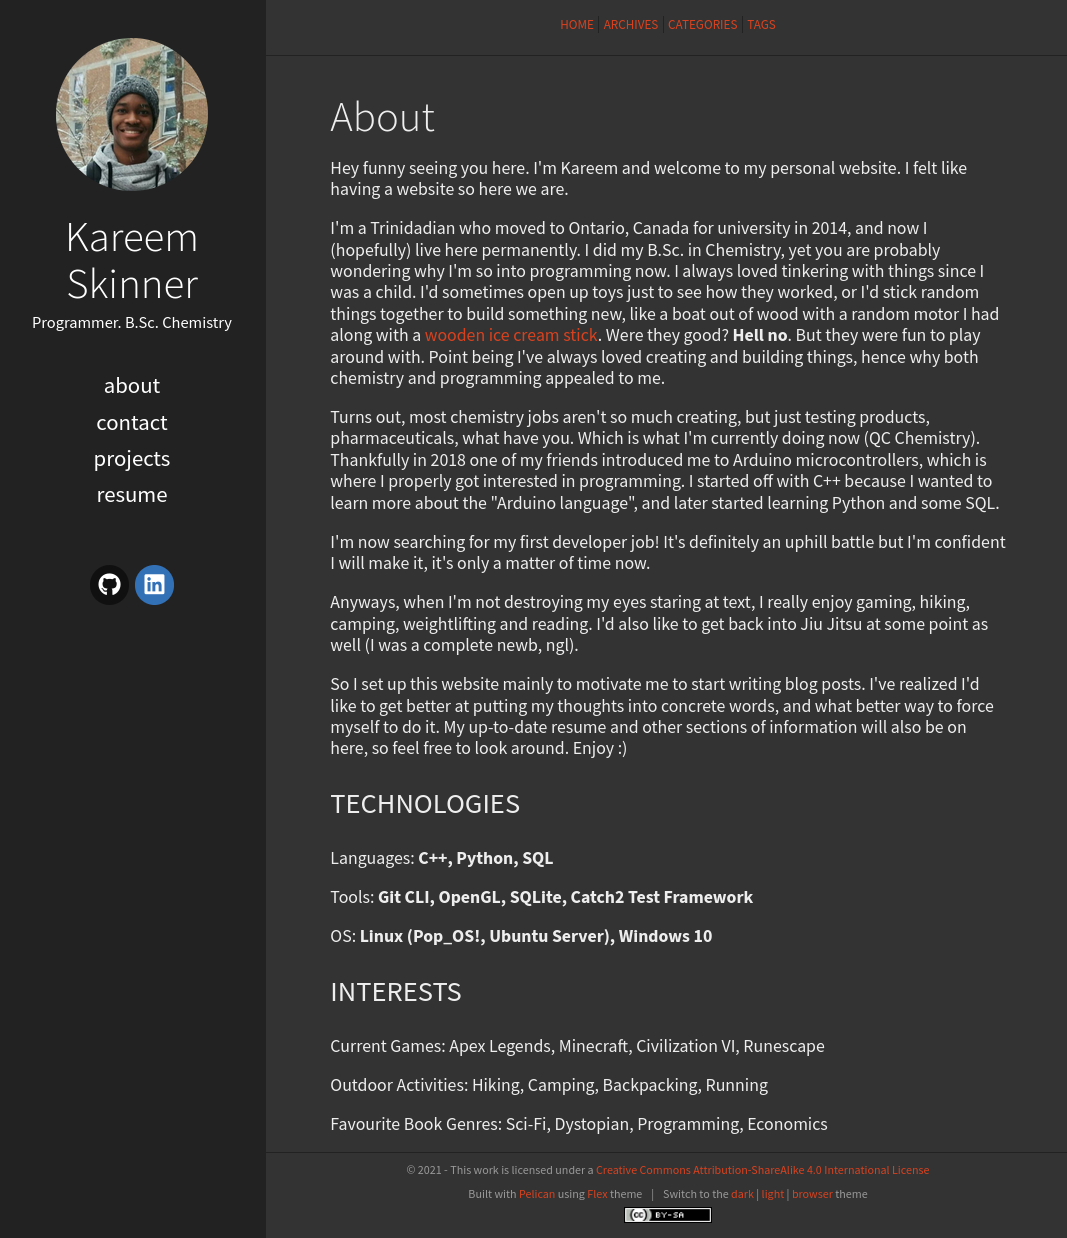 Kareem
Skinner
Programmer. B.Sc. Chemistry
about
contact
projects
resume
HOME ARCHIVES CATEGORIES TAGS
About
Hey funny seeing you here. I'm Kareem and welcome to my personal website. I felt like
having a website so here we are.
I'm a Trinidadian who moved to Ontario, Canada for university in 2014, and now I
(hopefully) live here permanently. I did my B.Sc. in Chemistry, yet you are probably
wondering why I'm so into programming now. I always loved tinkering with things since I
was a child. I'd sometimes open up toys just to see how they worked, or I'd stick random
things together to build something new, like a boat out of wood with a random motor I had
along with a wooden ice cream stick. Were they good? Hell no. But they were fun to play
around with. Point being I've always loved creating and building things, hence why both
chemistry and programming appealed to me.
Turns out, most chemistry jobs aren't so much creating, but just testing products,
pharmaceuticals, what have you. Which is what I'm currently doing now (QC Chemistry).
Thankfully in 2018 one of my friends introduced me to Arduino microcontrollers, which is
where I properly got interested in programming. I started off with C++ because I wanted to
learn more about the "Arduino language", and later started learning Python and some SQL.
I'm now searching for my first developer job! It's definitely an uphill battle but I'm confident
I will make it, it's only a matter of time now.
Anyways, when I'm not destroying my eyes staring at text, I really enjoy gaming, hiking,
camping, weightlifting and reading. I'd also like to get back into Jiu Jitsu at some point as
well (I was a complete newb, ngl).
So I set up this website mainly to motivate me to start writing blog posts. I've realized I'd
like to get better at putting my thoughts into concrete words, and what better way to force
myself to do it. My up-to-date resume and other sections of information will also be on
here, so feel free to look around. Enjoy :)
TECHNOLOGIES
Languages: C++, Python, SQL
Tools: Git CLI, OpenGL, SQLite, Catch2 Test Framework
OS: Linux (Pop_OS!, Ubuntu Server), Windows 10
INTERESTS
Current Games: Apex Legends, Minecraft, Civilization VI, Runescape
Outdoor Activities: Hiking, Camping, Backpacking, Running
Favourite Book Genres: Sci-Fi, Dystopian, Programming, Economics
© 2021 - This work is licensed under a Creative Commons Attribution-ShareAlike 4.0 International License
Built with Pelican using Flex theme | Switch to the dark | light | browser theme
cc BY-SA